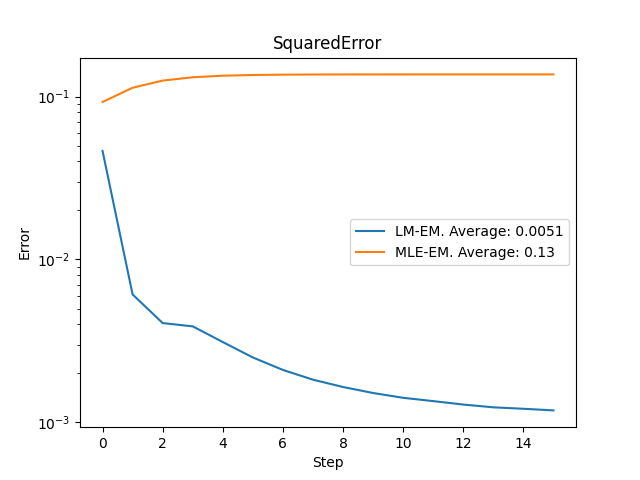 SquaredError
10⁻¹
10⁻²
10⁻³
Error
LM-EM. Average: 0.0051
MLE-EM. Average: 0.13
0 2 4 6 8 10 12 14
Step